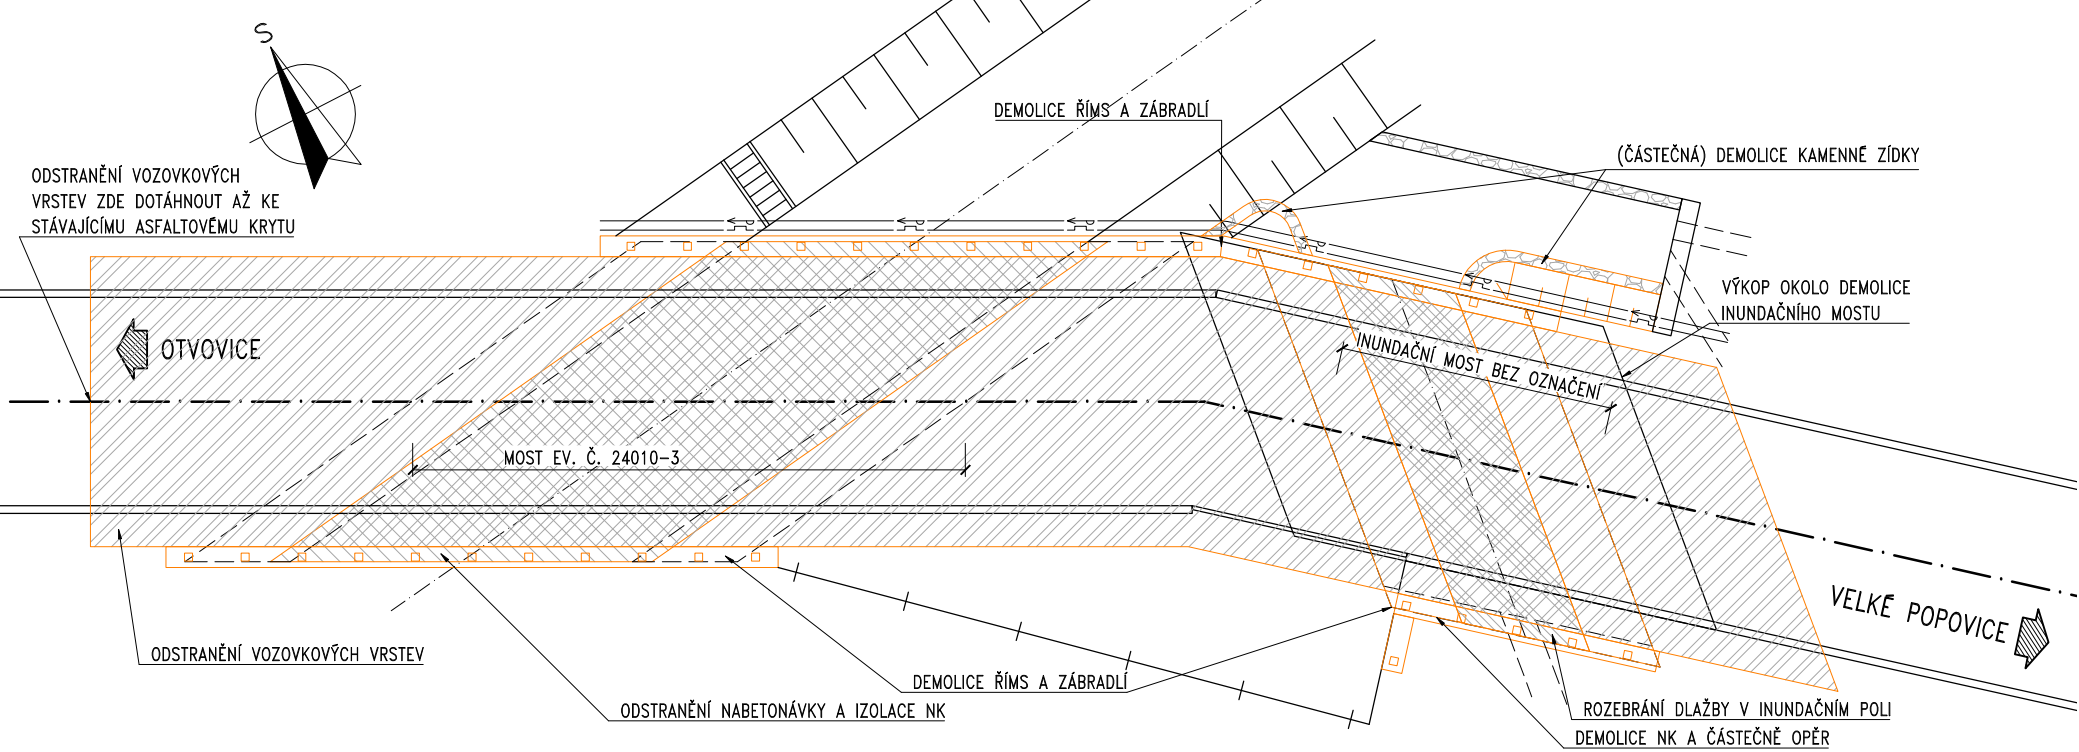 S
DEMOLICE ŘÍMS A ZÁBRADLÍ
(ČÁSTEČNÁ) DEMOLICE KAMENNÉ ZÍDKY
ODSTRANĚNÍ VOZOVKOVÝCH
VRSTEV ZDE DOTÁHNOUT AŽ KE
STÁVAJÍCÍMU ASFALTOVÉMU KRYTU
VÝKOP OKOLO DEMOLICE
INUNDAČNÍHO MOSTU
OTVOVICE
INUNDAČNÍ MOST BEZ OZNAČENÍ
MOST EV. Č. 24010-3
VELKÉ POPOVICE
ODSTRANĚNÍ VOZOVKOVÝCH VRSTEV
DEMOLICE ŘÍMS A ZÁBRADLÍ
ODSTRANĚNÍ NABETONÁVKY A IZOLACE NK
ROZEBRÁNÍ DLAŽBY V INUNDAČNÍM POLI
DEMOLICE NK A ČÁSTEČNĚ OPĚR